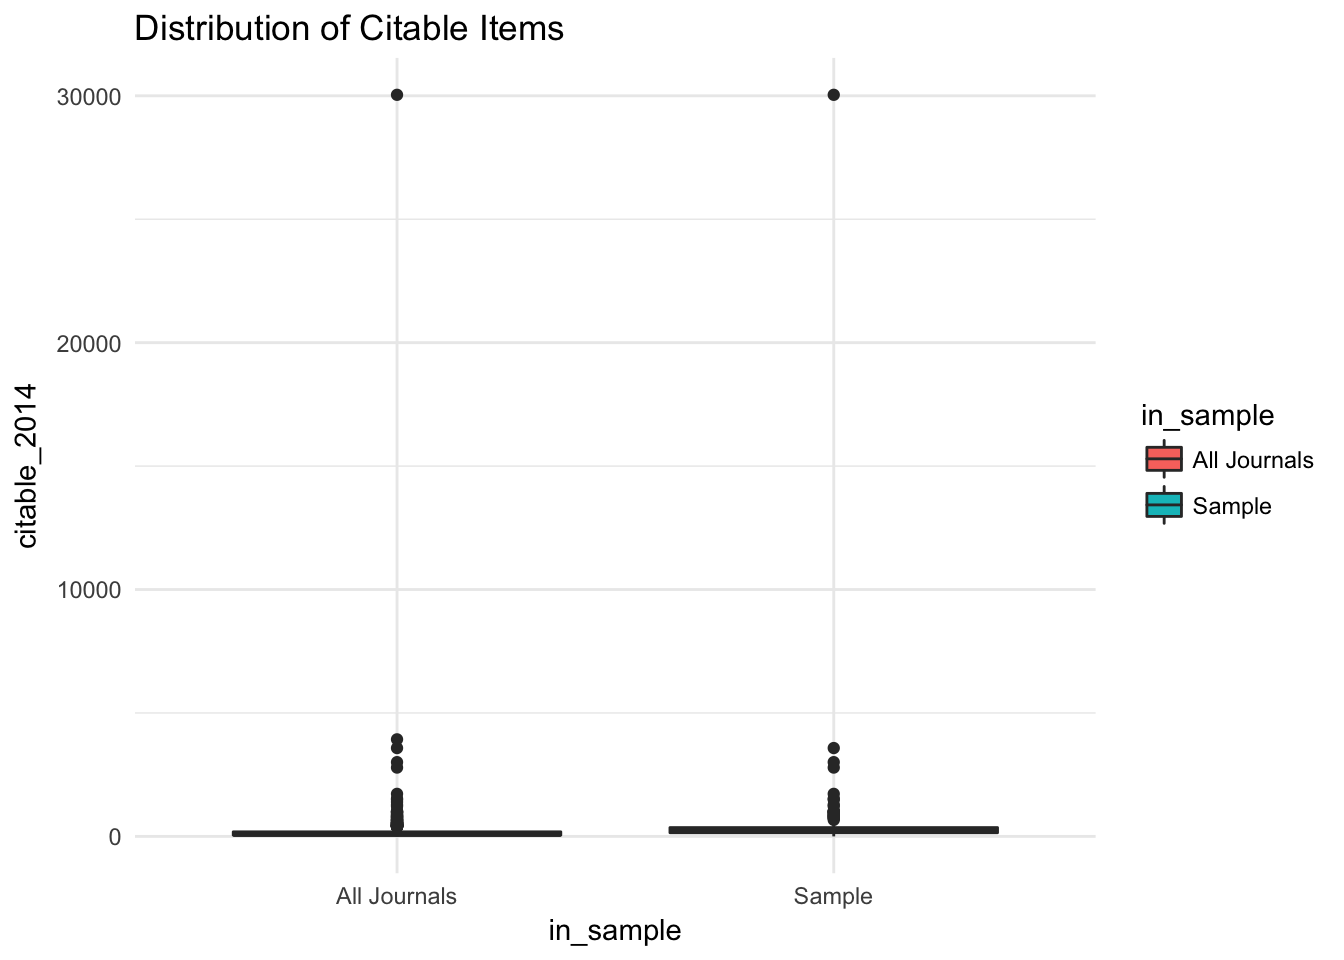 Distribution of Citable Items
30000
20000
10000
0
citable_2014
All Journals
Sample
in_sample
in_sample
All Journals
Sample